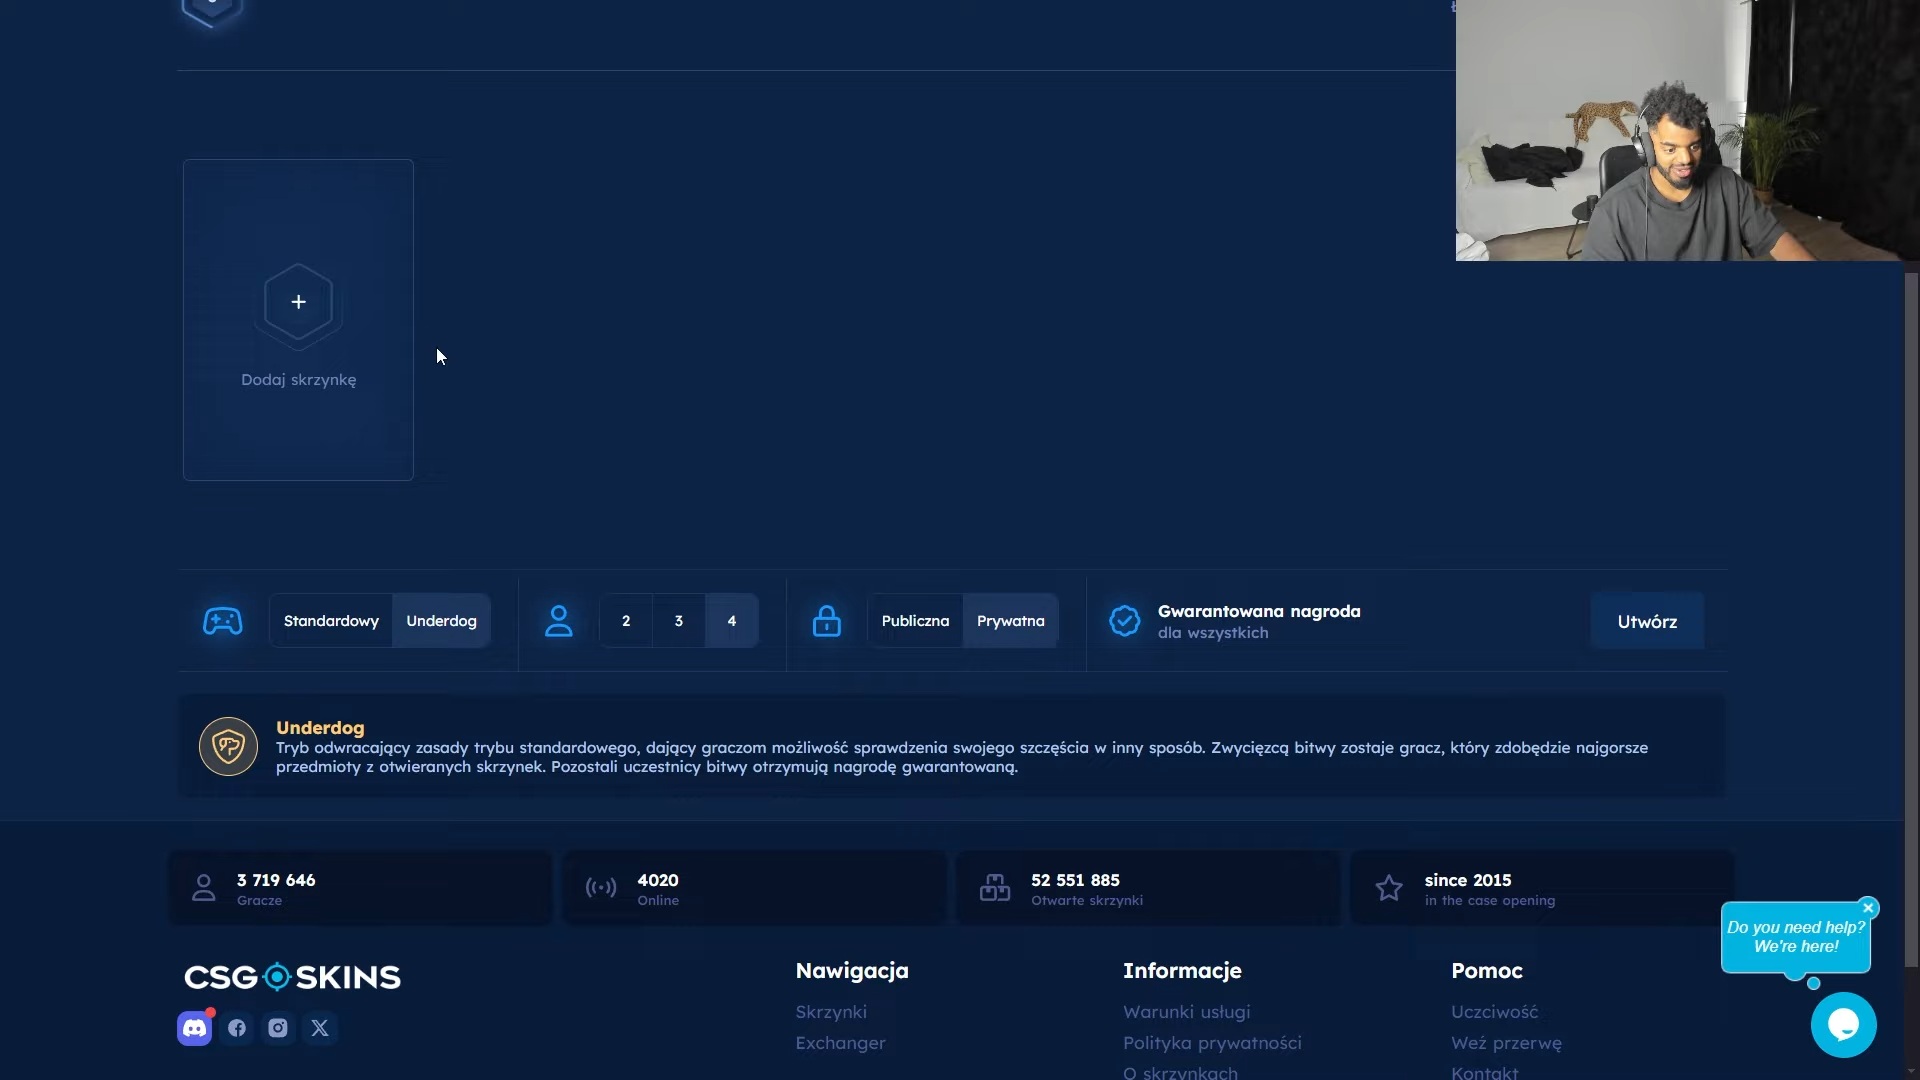 Dodaj skrzynkę
Standardowy Underdog
2 3 4
Publiczna Prywatna
Gwarantowana nagroda
dla wszystkich
Utwórz
Underdog
Tryb odwracający zasady trybu standardowego, dający graczom możliwość sprawdzenia swojego szczęścia w inny sposób. Zwycięzcą bitwy zostaje gracz, który zdobędzie najgorsze
przedmioty z otwieranych skrzynek. Pozostali uczestnicy bitwy otrzymują nagrodę gwarantowaną.
3 719 646
Gracze
4020
Online
52 551 885
Otwarte skrzynki
since 2015
in the case opening
Do you need help?
We're here!
CSGOSKINS
Nawigacja
Skrzynki
Exchanger
Informacje
Warunki usługi
Polityka prywatności
O skrzynkach
Pomoc
Uczciwość
Weź przerwę
Kontakt